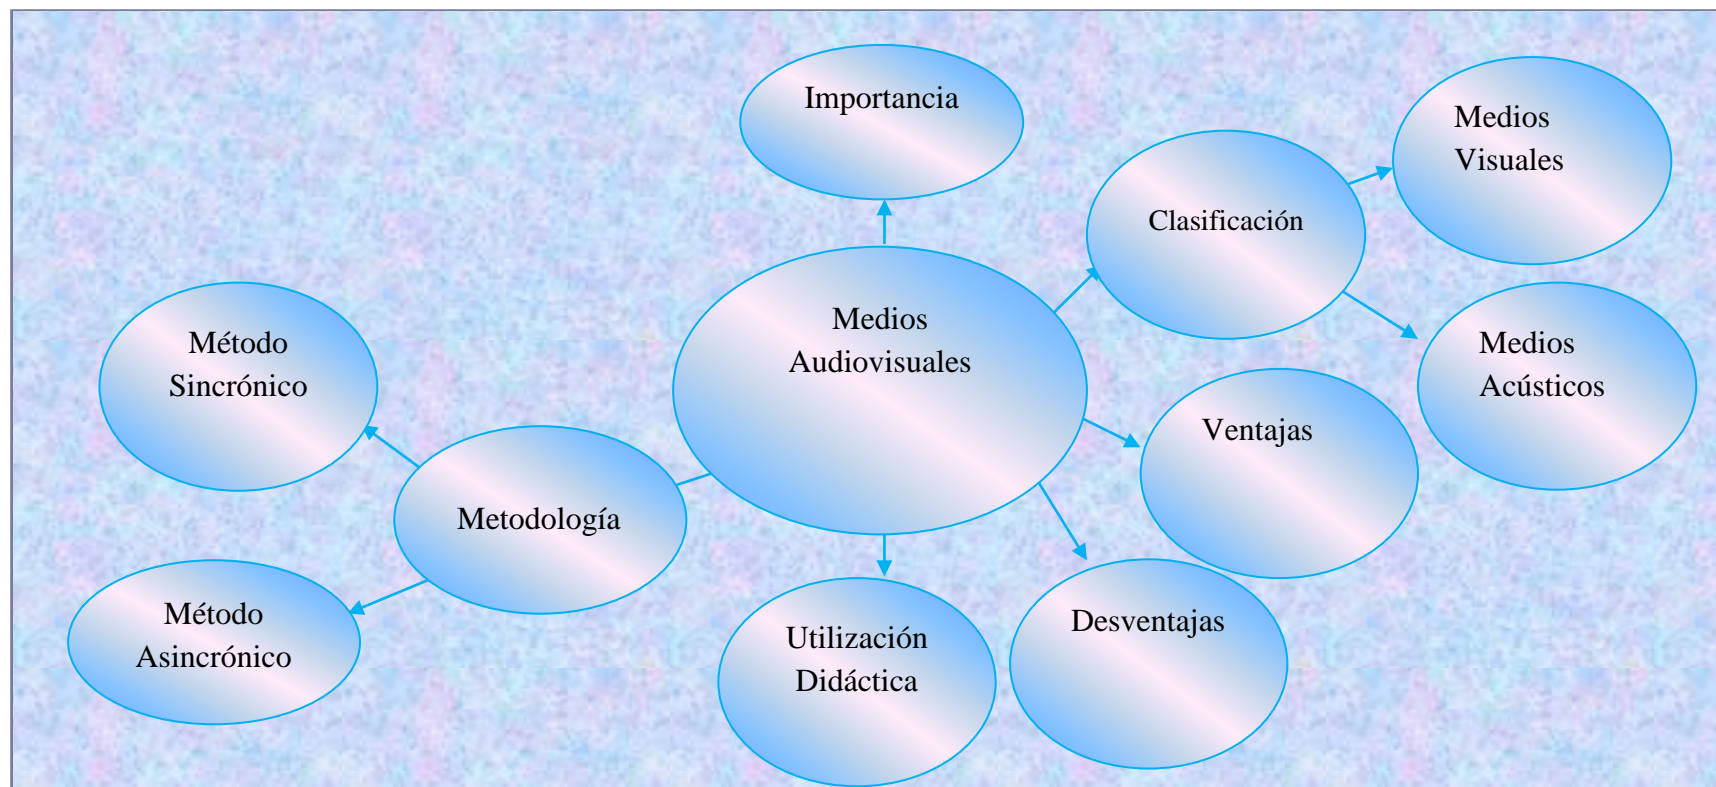 Importancia
Medios
Visuales
Clasificación
Medios
Audiovisuales
Método
Sincrónico
Medios
Acústicos
Ventajas
Metodología
Método
Asincrónico
Utilización
Didáctica
Desventajas